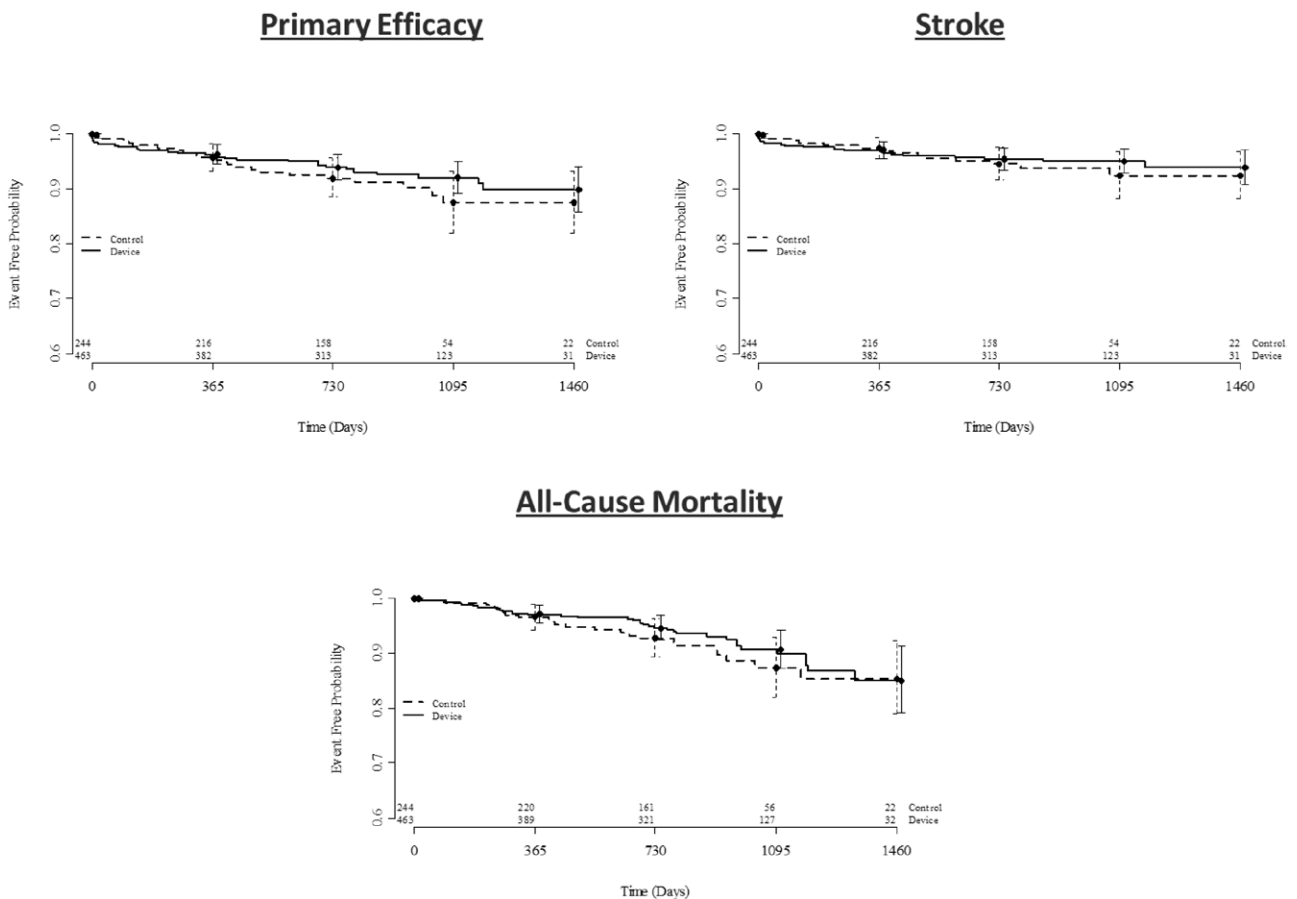 Primary Efficacy
Event Free Probability
1.0
0.9
0.8
0.7
0.6
Control
Device
244 216 158 54 22 Control
463 382 313 123 31 Device
0 365 730 1095 1460
Time (Days)
Stroke
Event Free Probability
1.0
0.9
0.8
0.7
0.6
Control
Device
244 216 158 54 22 Control
463 382 313 123 31 Device
0 365 730 1095 1460
Time (Days)
All-Cause Mortality
Event Free Probability
1.0
0.9
0.8
0.7
0.6
Control
Device
244 220 161 56 22 Control
463 389 321 127 32 Device
0 365 730 1095 1460
Time (Days)